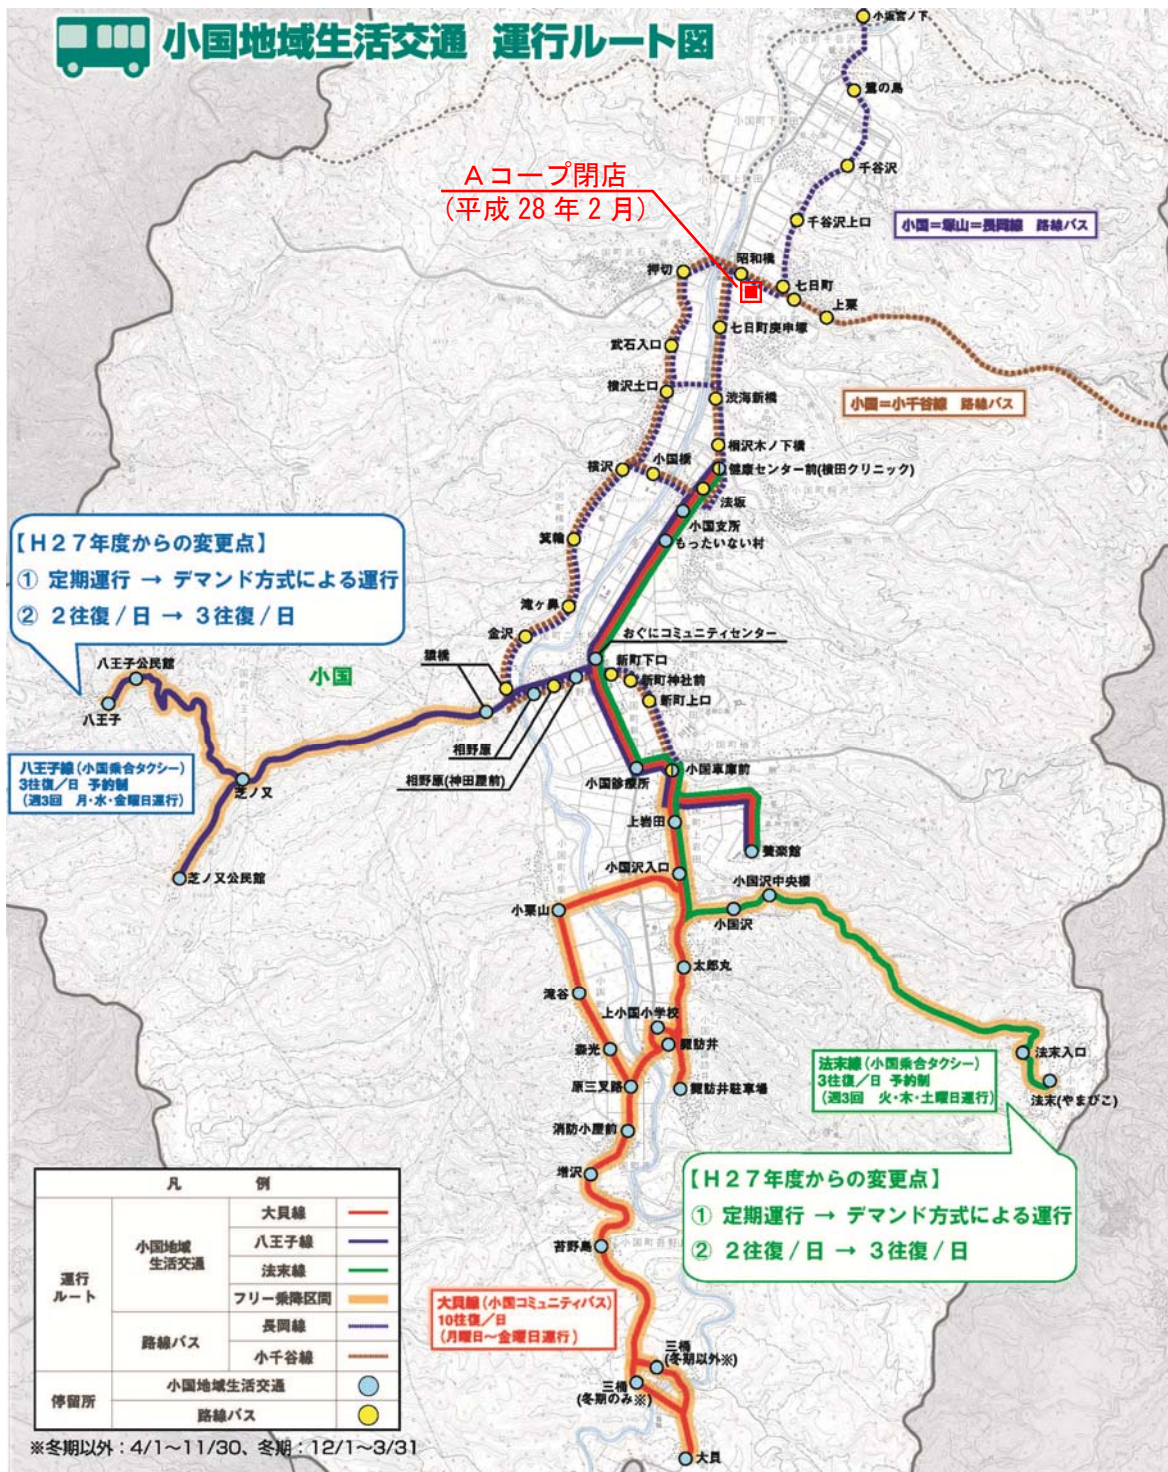 小国地域生活交通 運行ルート図
小坂宮ノ下
鷺の島
Aコープ閉店
(平成28年2月)
千谷沢
千谷沢上口
小国=塚山=長岡線 路線バス
押切
昭和橋
七日町
上栗
七日町庚申塚
武石入口
横沢土口
渋海新橋
小国=小千谷線 路線バス
相沢木ノ下橋
横沢
小国橋
健康センター前(横田クリニック)
法坂
小国支所
もったいない村
箕輪
【H27年度からの変更点】
① 定期運行 → デマンド方式による運行
② 2往復/日 → 3往復/日
滝ヶ鼻
金沢
おぐにコミュニティセンター
猿橋
新町下口
新町神社前
新町上口
八王子公民館
小国
八王子
相野原
相野原(神田屋前)
小国診療所
小国車庫前
八王子線(小国乗合タクシー)
3往復/日 予約制
(週3回 月・水・金曜日運行)
芝ノ又
上岩田
養楽館
芝ノ又公民館
小国沢入口
小国沢中央橋
小栗山
小国沢
太郎丸
滝谷
上小国小学校
森光
諏訪井
法末入口
原三叉路
諏訪井駐車場
法末(やまびこ)
法末線(小国乗合タクシー)
3往復/日 予約制
(週3回 火・木・土曜日運行)
消防小屋前
増沢
【H27年度からの変更点】
① 定期運行 → デマンド方式による運行
② 2往復/日 → 3往復/日
苔野島
大貝線(小国コミュニティバス)
10往復/日
(月曜日~金曜日運行)
三桶
(冬期以外※)
三桶
(冬期のみ※)
大貝
凡 例
運行
ルート
小国地域
生活交通
大貝線
八王子線
法末線
フリー乗降区間
路線バス
長岡線
小千谷線
停留所
小国地域生活交通
路線バス
※冬期以外:4/1~11/30、冬期:12/1~3/31